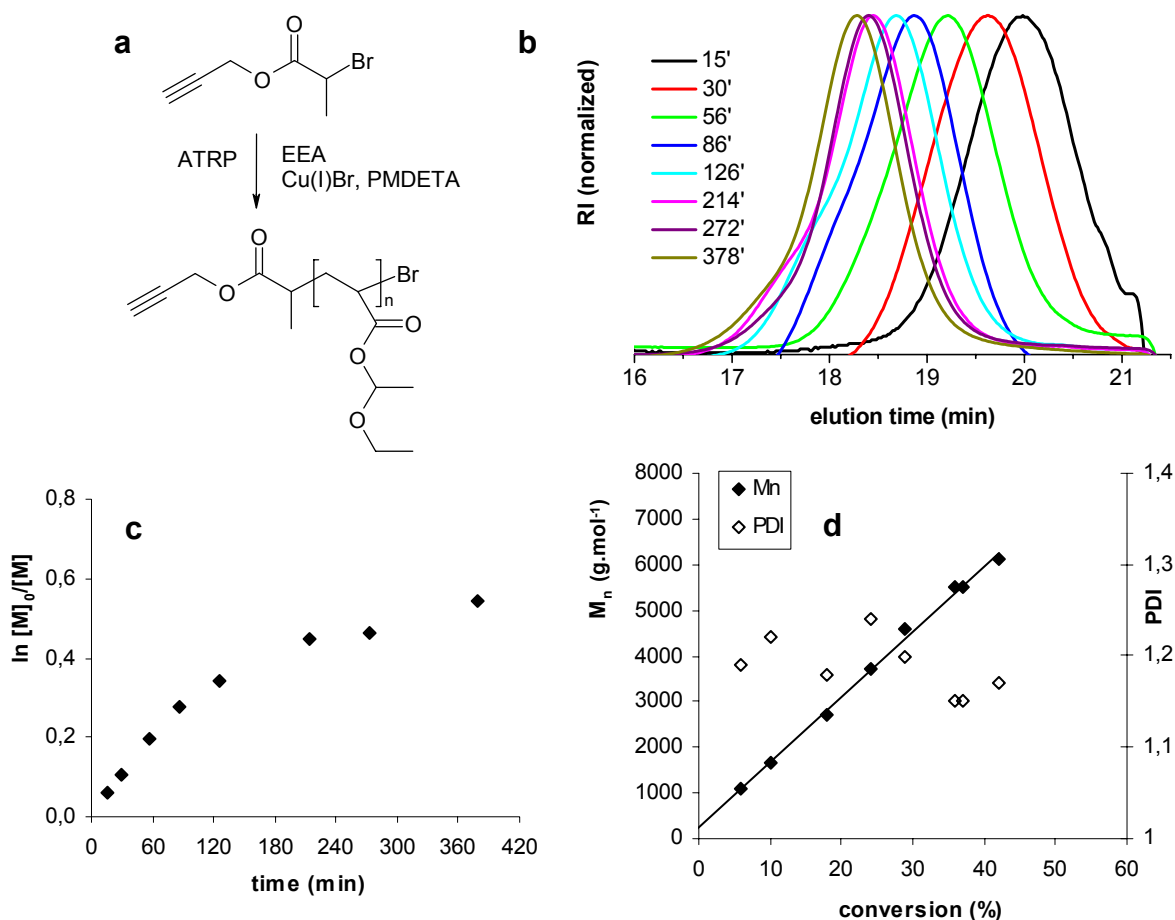 a
O
Br
O
ATRP
EEA
Cu(I)Br, PMDETA
O
Br
O
n
O
O
O
b
RI (normalized)
15'
30'
56'
86'
126'
214'
272'
378'
16 17 18 19 20 21
elution time (min)
c
ln [M]₀/[M]
0,8
0,6
0,4
0,2
0,0
0 60 120 180 240 300 360 420
time (min)
d
Mn
PDI
Mₙ (g.mol⁻¹)
8000
7000
6000
5000
4000
3000
2000
1000
0
1,4
1,3
1,2
1,1
1
PDI
0 10 20 30 40 50 60
conversion (%)